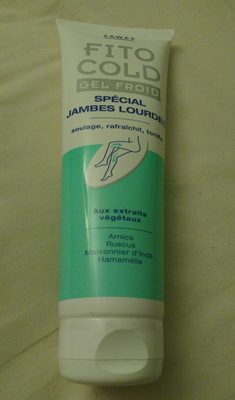 SAWES
FITO
COLD
GEL FROID
SPÉCIAL
JAMBES LOURDES
soulage, rafraîchit, tonifie
Aux extraits
végétaux
Arnica
Ruscus
Marronnier d'Inde
Hamamélis